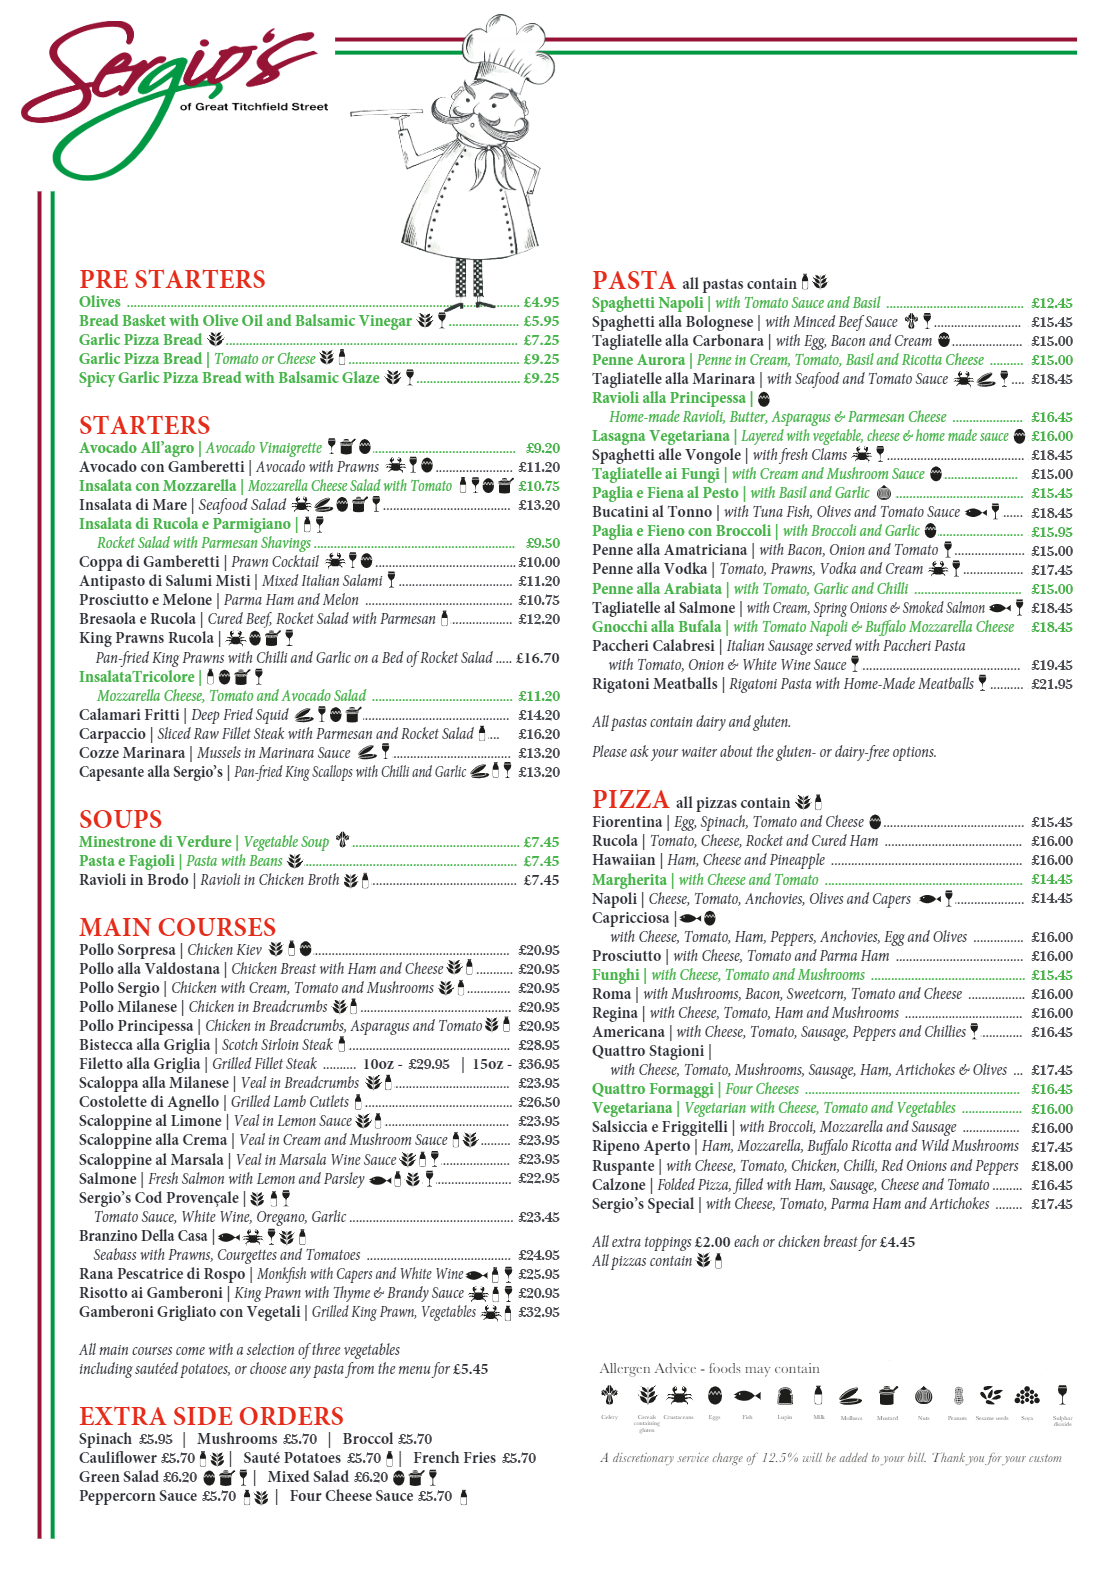 Sergio's
of Great Titchfield Street
PRE STARTERS
Olives £4.95
Bread Basket with Olive Oil and Balsamic Vinegar £5.95
Garlic Pizza Bread £7.25
Garlic Pizza Bread | Tomato or Cheese £9.25
Spicy Garlic Pizza Bread with Balsamic Glaze £9.25
STARTERS
Avocado All'agro | Avocado Vinaigrette £9.20
Avocado con Gamberetti | Avocado with Prawns £11.20
Insalata con Mozzarella | Mozzarella Cheese Salad with Tomato £10.75
Insalata di Mare | Seafood Salad £13.20
Insalata di Rucola e Parmigiano |
Rocket Salad with Parmesan Shavings £9.50
Coppa di Gamberetti | Prawn Cocktail £10.00
Antipasto di Salumi Misti | Mixed Italian Salami £11.20
Prosciutto e Melone | Parma Ham and Melon £10.75
Bresaola e Rucola | Cured Beef, Rocket Salad with Parmesan £12.20
King Prawns Rucola |
Pan-fried King Prawns with Chilli and Garlic on a Bed of Rocket Salad ..... £16.70
InsalataTricolore |
Mozzarella Cheese, Tomato and Avocado Salad £11.20
Calamari Fritti | Deep Fried Squid £14.20
Carpaccio | Sliced Raw Fillet Steak with Parmesan and Rocket Salad .... £16.20
Cozze Marinara | Mussels in Marinara Sauce £13.20
Capesante alla Sergio's | Pan-fried King Scallops with Chilli and Garlic £13.20
SOUPS
Minestrone di Verdure | Vegetable Soup £7.45
Pasta e Fagioli | Pasta with Beans £7.45
Ravioli in Brodo | Ravioli in Chicken Broth £7.45
MAIN COURSES
Pollo Sorpresa | Chicken Kiev £20.95
Pollo alla Valdostana | Chicken Breast with Ham and Cheese £20.95
Pollo Sergio | Chicken with Cream, Tomato and Mushrooms £20.95
Pollo Milanese | Chicken in Breadcrumbs £20.95
Pollo Principessa | Chicken in Breadcrumbs, Asparagus and Tomato £20.95
Bistecca alla Griglia | Scotch Sirloin Steak £28.95
Filetto alla Griglia | Grilled Fillet Steak .......... 10oz - £29.95 | 15oz - £36.95
Scaloppa alla Milanese | Veal in Breadcrumbs £23.95
Costolette di Agnello | Grilled Lamb Cutlets £26.50
Scaloppine al Limone | Veal in Lemon Sauce £23.95
Scaloppine alla Crema | Veal in Cream and Mushroom Sauce £23.95
Scaloppine al Marsala | Veal in Marsala Wine Sauce £23.95
Salmone | Fresh Salmon with Lemon and Parsley £22.95
Sergio's Cod Provençale |
Tomato Sauce, White Wine, Oregano, Garlic £23.45
Branzino Della Casa |
Seabass with Prawns, Courgettes and Tomatoes £24.95
Rana Pescatrice di Rospo | Monkfish with Capers and White Wine £25.95
Risotto ai Gamberoni | King Prawn with Thyme & Brandy Sauce £20.95
Gamberoni Grigliato con Vegetali | Grilled King Prawn, Vegetables £32.95
All main courses come with a selection of three vegetables
including sautéed potatoes, or choose any pasta from the menu for £5.45
EXTRA SIDE ORDERS
Spinach £5.95 | Mushrooms £5.70 | Broccol £5.70
Cauliflower £5.70 | Sauté Potatoes £5.70 | French Fries £5.70
Green Salad £6.20 | Mixed Salad £6.20
Peppercorn Sauce £5.70 | Four Cheese Sauce £5.70
PASTA all pastas contain
Spaghetti Napoli | with Tomato Sauce and Basil £12.45
Spaghetti alla Bolognese | with Minced Beef Sauce £15.45
Tagliatelle alla Carbonara | with Egg, Bacon and Cream £15.00
Penne Aurora | Penne in Cream, Tomato, Basil and Ricotta Cheese £15.00
Tagliatelle alla Marinara | with Seafood and Tomato Sauce £18.45
Ravioli alla Principessa |
Home-made Ravioli, Butter, Asparagus & Parmesan Cheese £16.45
Lasagna Vegetariana | Layered with vegetable, cheese & home made sauce £16.00
Spaghetti alle Vongole | with fresh Clams £18.45
Tagliatelle ai Fungi | with Cream and Mushroom Sauce £15.00
Paglia e Fiena al Pesto | with Basil and Garlic £15.45
Bucatini al Tonno | with Tuna Fish, Olives and Tomato Sauce £18.45
Paglia e Fieno con Broccoli | with Broccoli and Garlic £15.95
Penne alla Amatriciana | with Bacon, Onion and Tomato £15.00
Penne alla Vodka | Tomato, Prawns, Vodka and Cream £17.45
Penne alla Arabiata | with Tomato, Garlic and Chilli £15.00
Tagliatelle al Salmone | with Cream, Spring Onions & Smoked Salmon £18.45
Gnocchi alla Bufala | with Tomato Napoli & Buffalo Mozzarella Cheese £18.45
Paccheri Calabresi | Italian Sausage served with Paccheri Pasta
with Tomato, Onion & White Wine Sauce £19.45
Rigatoni Meatballs | Rigatoni Pasta with Home-Made Meatballs £21.95
All pastas contain dairy and gluten.
Please ask your waiter about the gluten- or dairy-free options.
PIZZA all pizzas contain
Fiorentina | Egg, Spinach, Tomato and Cheese £15.45
Rucola | Tomato, Cheese, Rocket and Cured Ham £16.00
Hawaiian | Ham, Cheese and Pineapple £16.00
Margherita | with Cheese and Tomato £14.45
Napoli | Cheese, Tomato, Anchovies, Olives and Capers £14.45
Capricciosa |
with Cheese, Tomato, Ham, Peppers, Anchovies, Egg and Olives £16.00
Prosciutto | with Cheese, Tomato and Parma Ham £16.00
Funghi | with Cheese, Tomato and Mushrooms £15.45
Roma | with Mushrooms, Bacon, Sweetcorn, Tomato and Cheese £16.00
Regina | with Cheese, Tomato, Ham and Mushrooms £16.00
Americana | with Cheese, Tomato, Sausage, Peppers and Chillies £16.45
Quattro Stagioni |
with Cheese, Tomato, Mushrooms, Sausage, Ham, Artichokes & Olives ... £17.45
Quattro Formaggi | Four Cheeses £16.45
Vegetariana | Vegetarian with Cheese, Tomato and Vegetables £16.00
Salsiccia e Friggitelli | with Broccoli, Mozzarella and Sausage £16.00
Ripeno Aperto | Ham, Mozzarella, Buffalo Ricotta and Wild Mushrooms £17.45
Ruspante | with Cheese, Tomato, Chicken, Chilli, Red Onions and Peppers £18.00
Calzone | Folded Pizza, filled with Ham, Sausage, Cheese and Tomato £16.45
Sergio's Special | with Cheese, Tomato, Parma Ham and Artichokes £17.45
All extra toppings £2.00 each or chicken breast for £4.45
All pizzas contain
Allergen Advice - foods may contain
Celery Cereals containing gluten Crustaceans Eggs Fish Lupin Milk Molluscs Mustard Nuts Peanuts Sesame seeds Soya Sulphur dioxide
A discretionary service charge of 12.5% will be added to your bill. Thank you for your custom